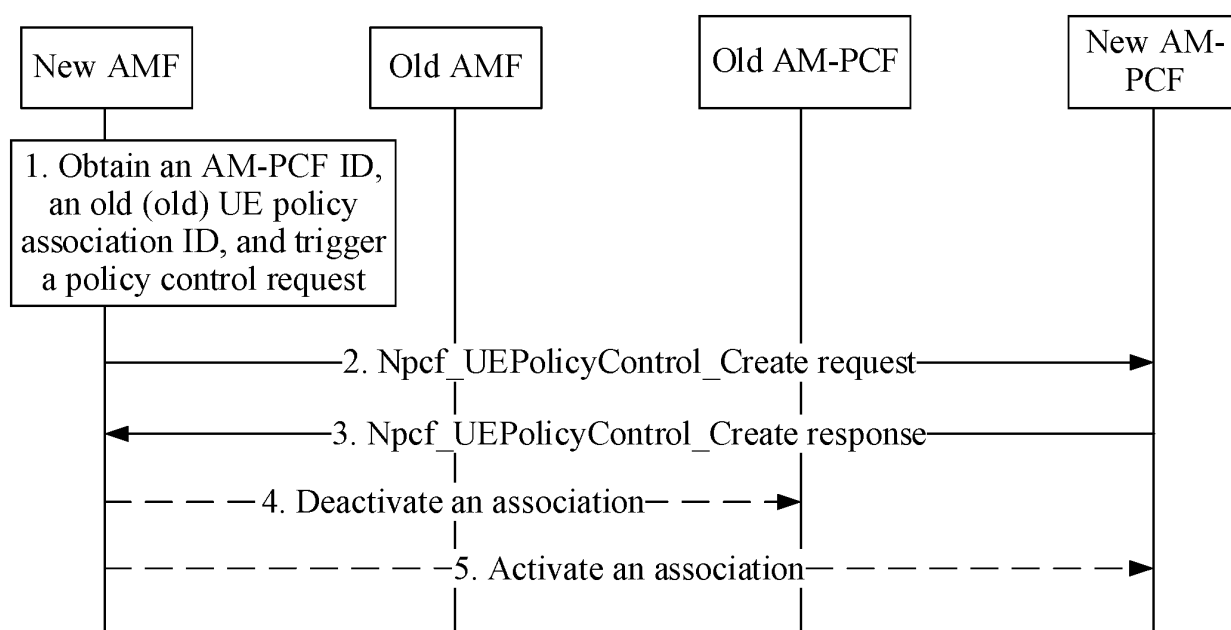 New AMF
Old AMF
Old AM-PCF
New AM-
PCF
1. Obtain an AM-PCF ID,
an old (old) UE policy
association ID, and trigger
a policy control request
2. Npcf_UEPolicyControl_Create request
3. Npcf_UEPolicyControl_Create response
4. Deactivate an association
5. Activate an association